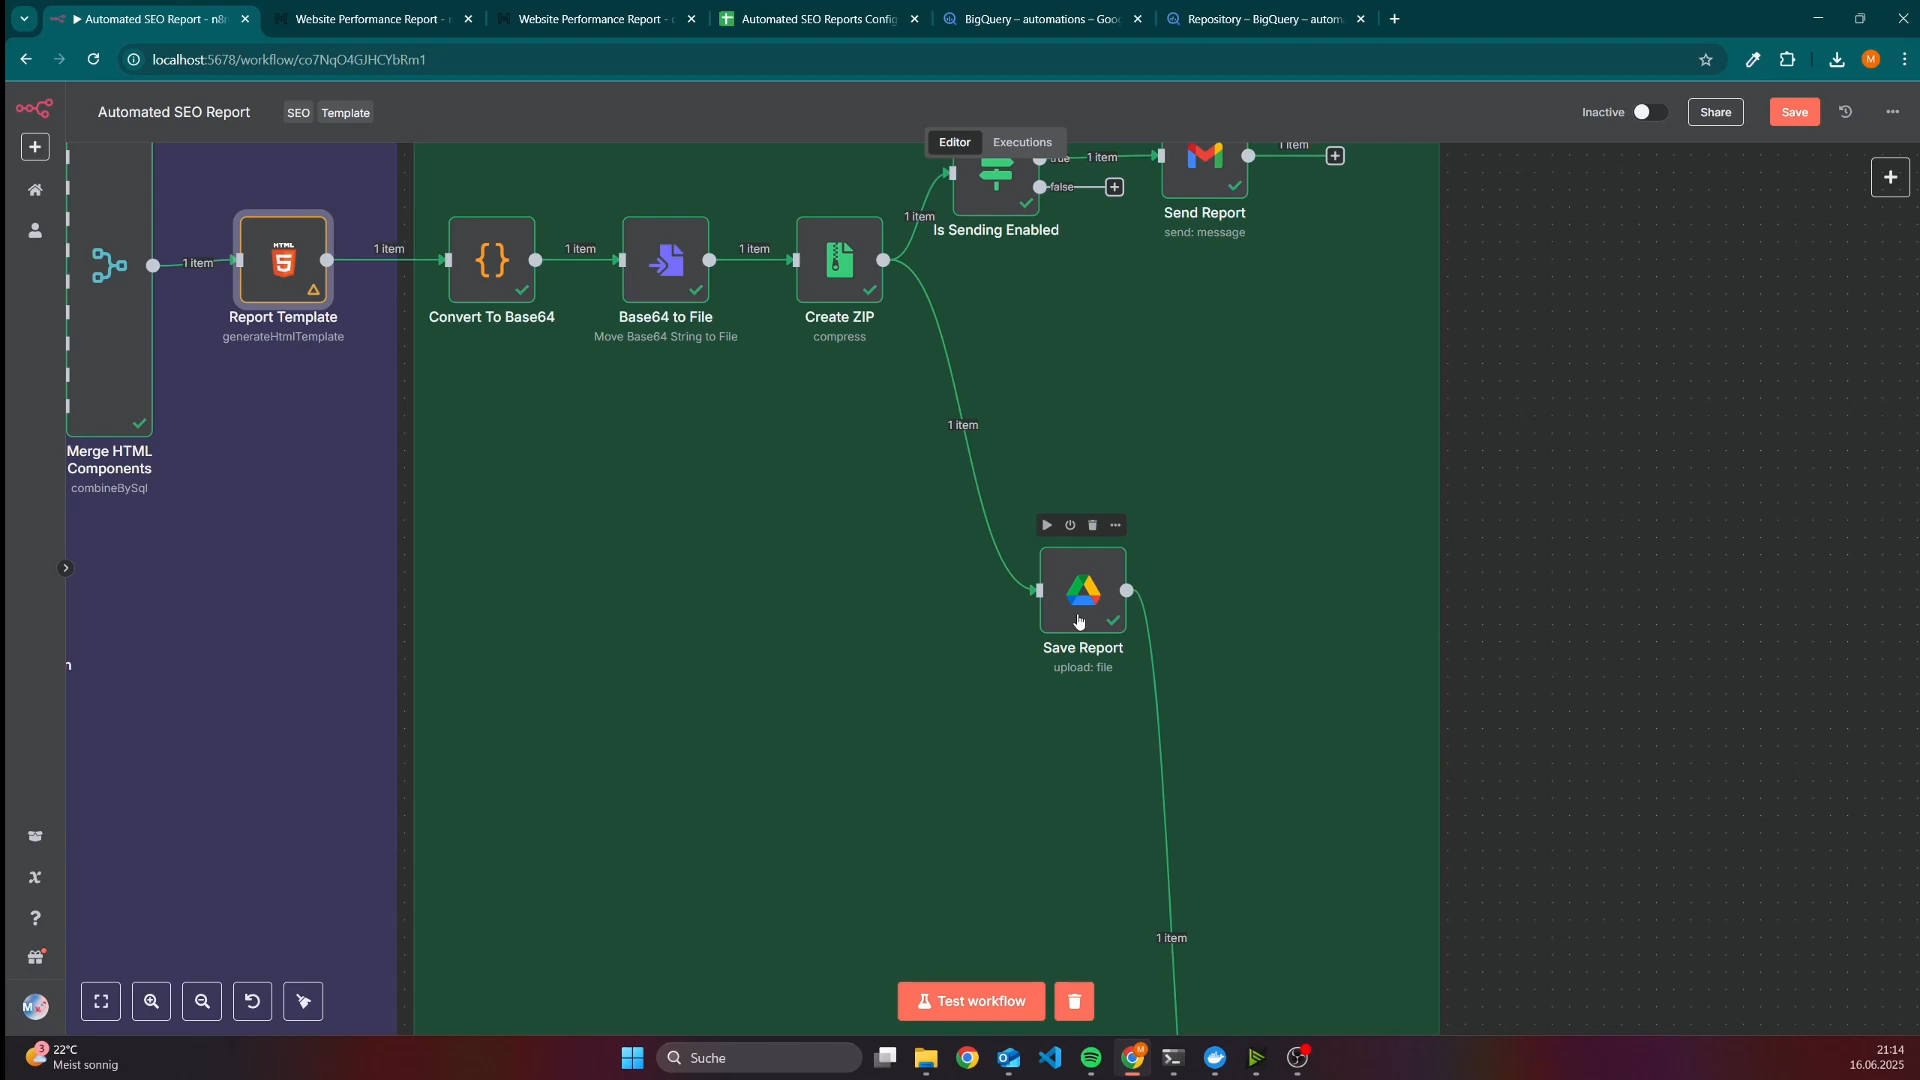 Automated SEO Report - n8n
Website Performance Report -
Website Performance Report -
Automated SEO Reports Config
BigQuery – automations – Goo
Repository – BigQuery – autom
localhost:5678/workflow/co7NqO4GJHCYbRm1
M
Automated SEO Report
SEO
Template
Inactive
Share
Save
Editor
Executions
true
1 item
1 item
false
1 item
Is Sending Enabled
Send Report
send: message
1 item
HTML
1 item
1 item
1 item
Report Template
generateHtmlTemplate
Convert To Base64
Base64 to File
Move Base64 String to File
Create ZIP
compress
1 item
Merge HTML
Components
combineBySql
Save Report
upload: file
n
1 item
Test workflow
3
22°C
Meist sonnig
Suche
M
21:14
16.06.2025